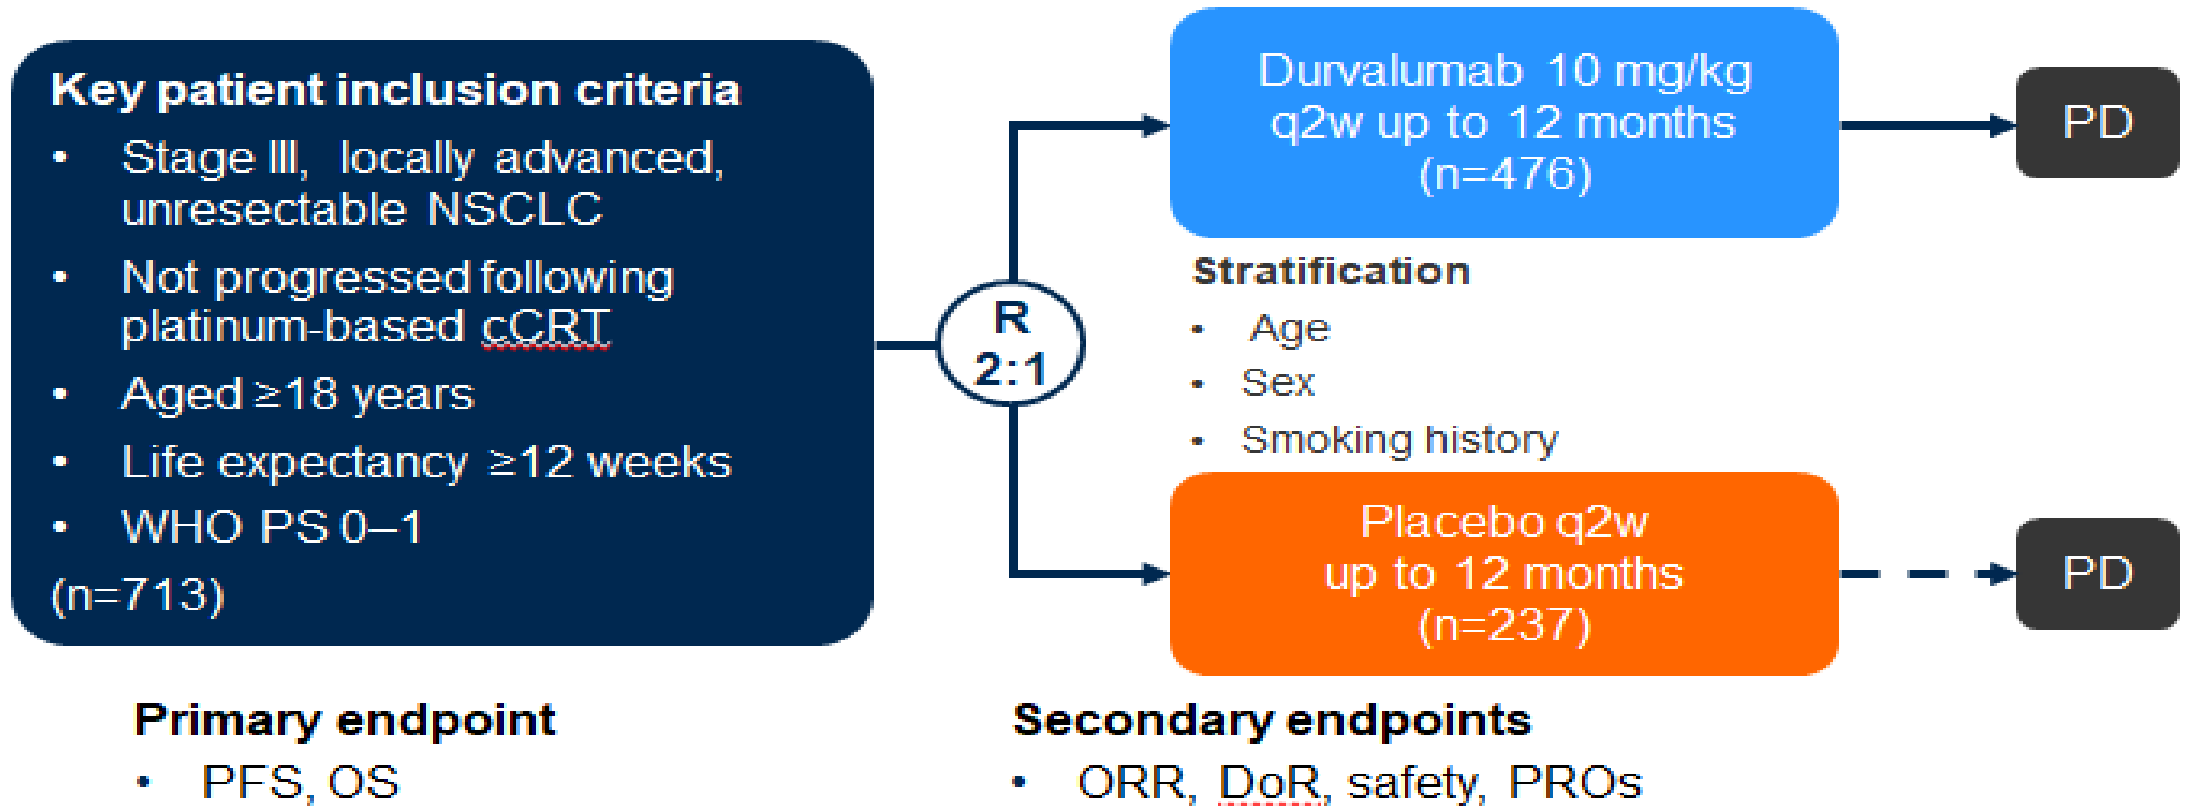 Key patient inclusion criteria
• Stage III, locally advanced,
unresectable NSCLC
• Not progressed following
platinum-based cCRT
• Aged ≥18 years
• Life expectancy ≥12 weeks
• WHO PS 0–1
(n=713)
R
2:1
Durvalumab 10 mg/kg
q2w up to 12 months
(n=476)
PD
Stratification
• Age
• Sex
• Smoking history
Placebo q2w
up to 12 months
(n=237)
PD
Primary endpoint
• PFS, OS
Secondary endpoints
• ORR, DoR, safety, PROs